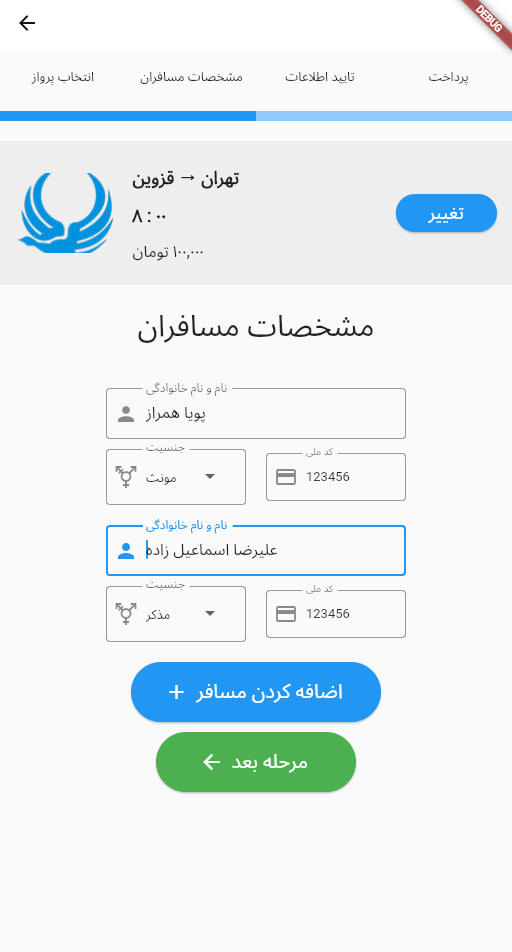 DEBUG
انتخاب پرواز
مشخصات مسافران
تایید اطلاعات
پرداخت
تهران → قزوین
۸ : ۰۰
۱۰۰,۰۰۰ تومان
تغییر
مشخصات مسافران
نام و نام خانوادگی
پویا همراز
جنسیت
مونث
کد ملی
123456
نام و نام خانوادگی
علیرضا اسماعیل زاده
جنسیت
مذکر
کد ملی
123456
اضافه کردن مسافر +
مرحله بعد ←